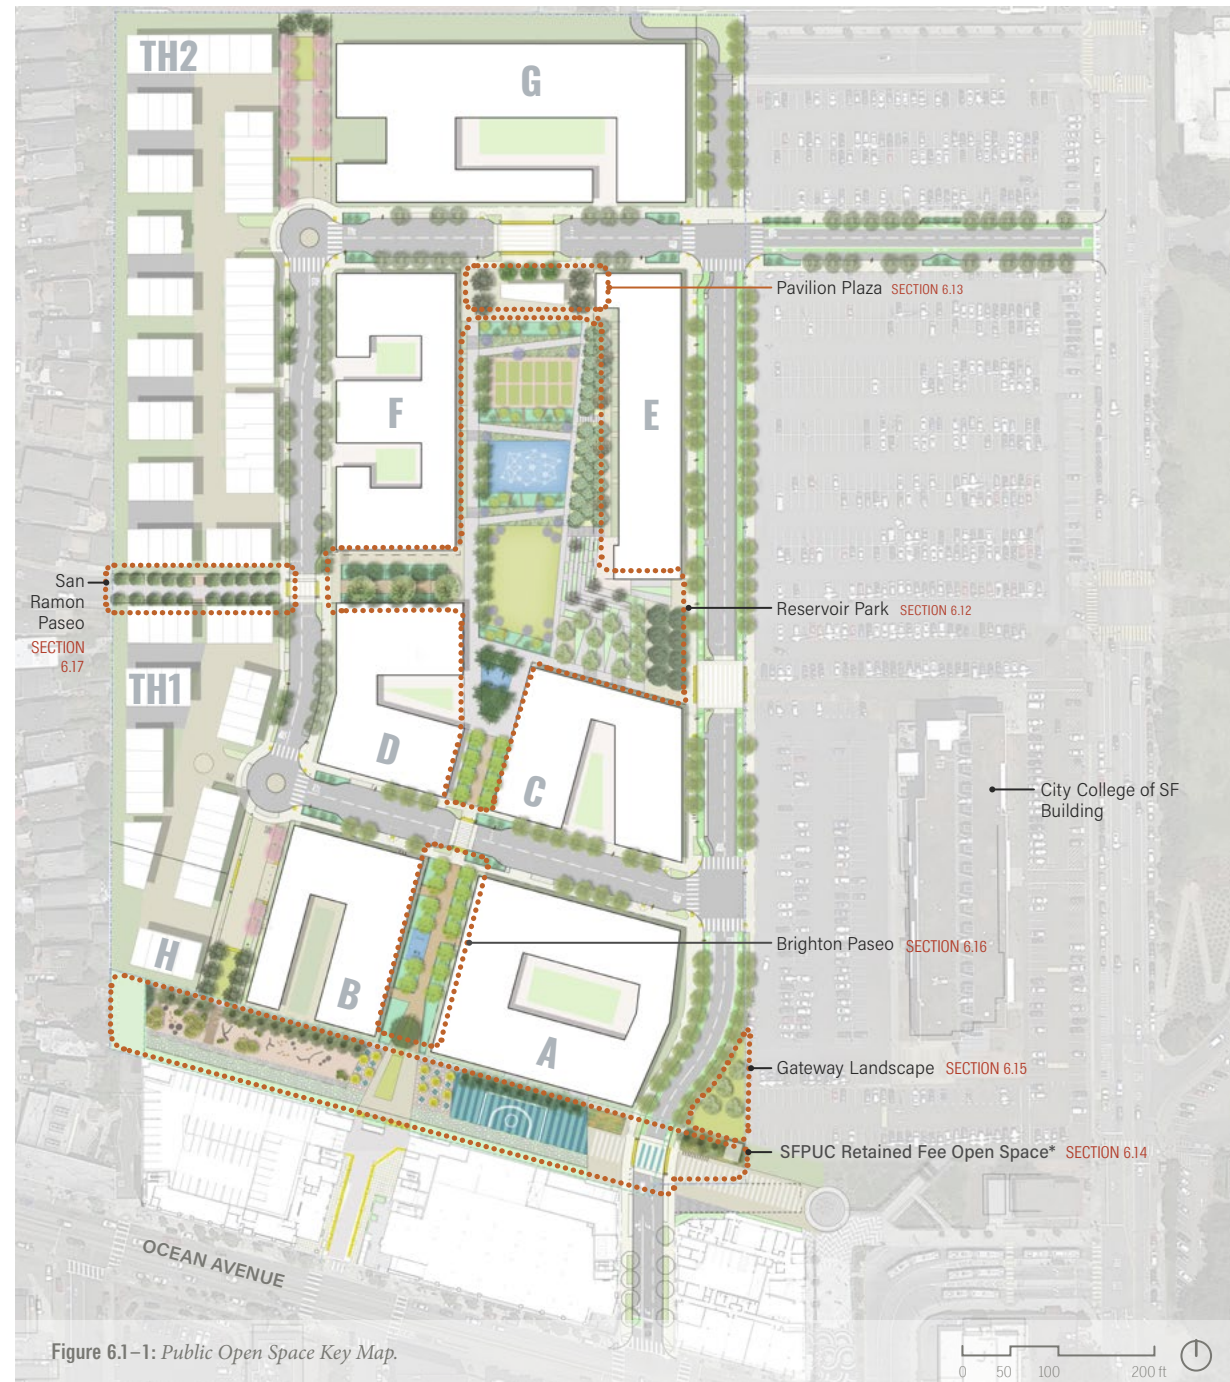 TH2
G
Pavilion Plaza SECTION 6.13
F
E
San
Ramon
Paseo
SECTION
6.17
Reservoir Park SECTION 6.12
TH1
D
C
City College of SF
Building
Brighton Paseo SECTION 6.16
H
B
A
Gateway Landscape SECTION 6.15
SFPUC Retained Fee Open Space* SECTION 6.14
OCEAN AVENUE
Figure 6.1–1: Public Open Space Key Map.
0 50 100 200 ft